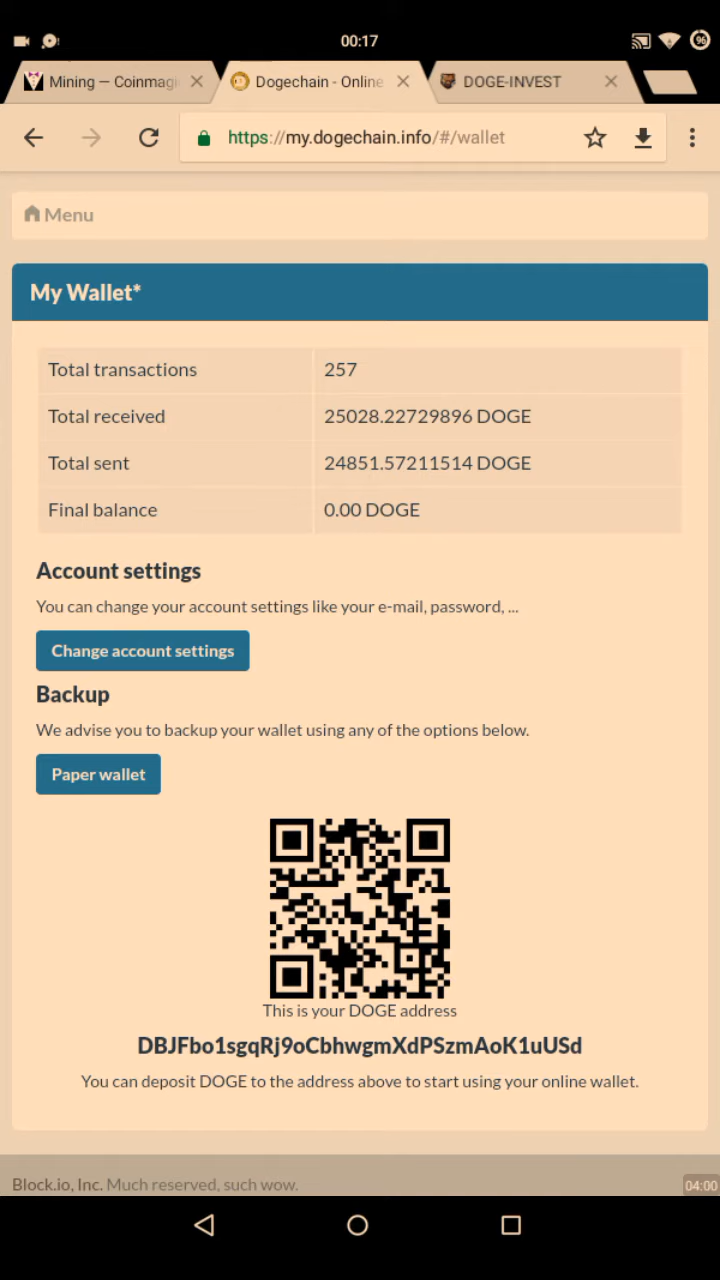 00:17
96
Mining — Coinmagi
Dogechain - Online
DOGE-INVEST
https://my.dogechain.info/#/wallet
Menu
My Wallet*
Total transactions 257
Total received 25028.22729896 DOGE
Total sent 24851.57211514 DOGE
Final balance 0.00 DOGE
Account settings
You can change your account settings like your e-mail, password, ...
Change account settings
Backup
We advise you to backup your wallet using any of the options below.
Paper wallet
This is your DOGE address
DBJFbo1sgqRj9oCbhwgmXdPSzmAoK1uUSd
You can deposit DOGE to the address above to start using your online wallet.
Block.io, Inc. Much reserved, such wow.
04:00